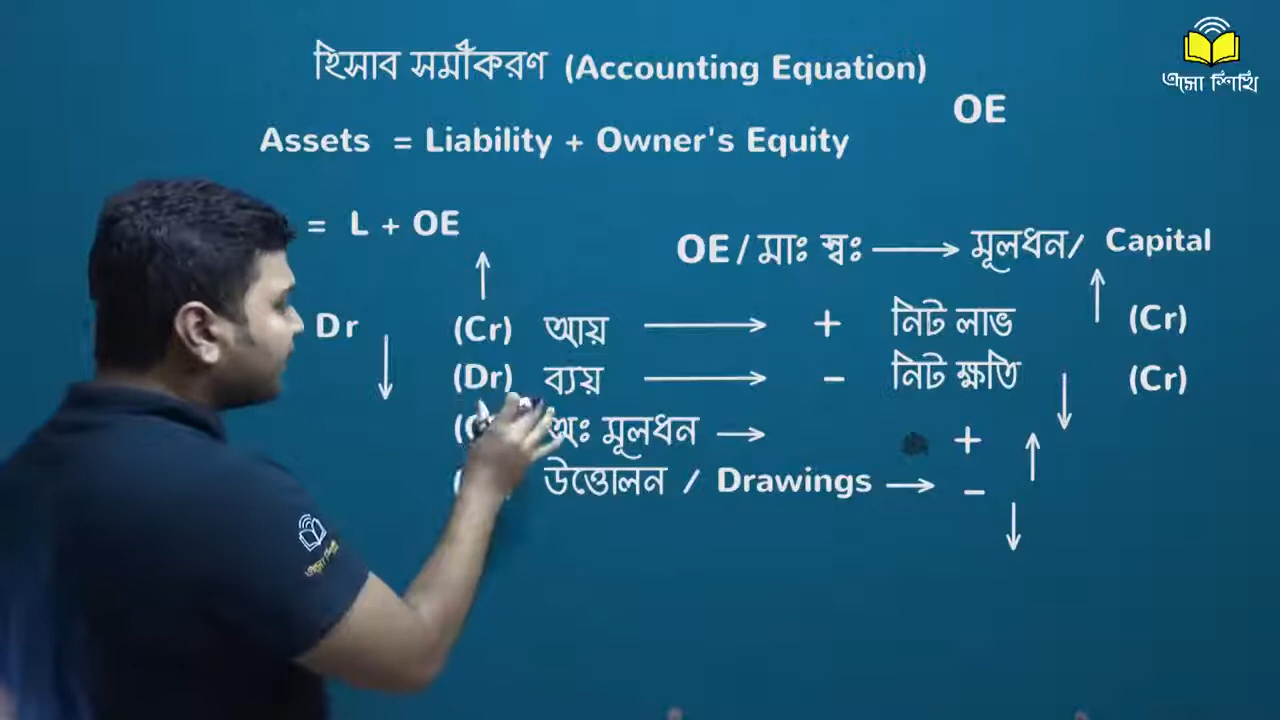 হিসাব সমীকরণ (Accounting Equation)
এসো শিখি
OE
Assets = Liability + Owner's Equity
= L + OE
OE / মাঃ স্বঃ ⟶ মূলধন/ Capital
Dr ↓ (Cr) আয় ⟶ + নিট লাভ ↑ (Cr)
(Dr) ব্যয় ⟶ - নিট ক্ষতি ↓ (Cr)
অঃ মূলধন → + ↑
উত্তোলন / Drawings → - ↓
এসো শিখি